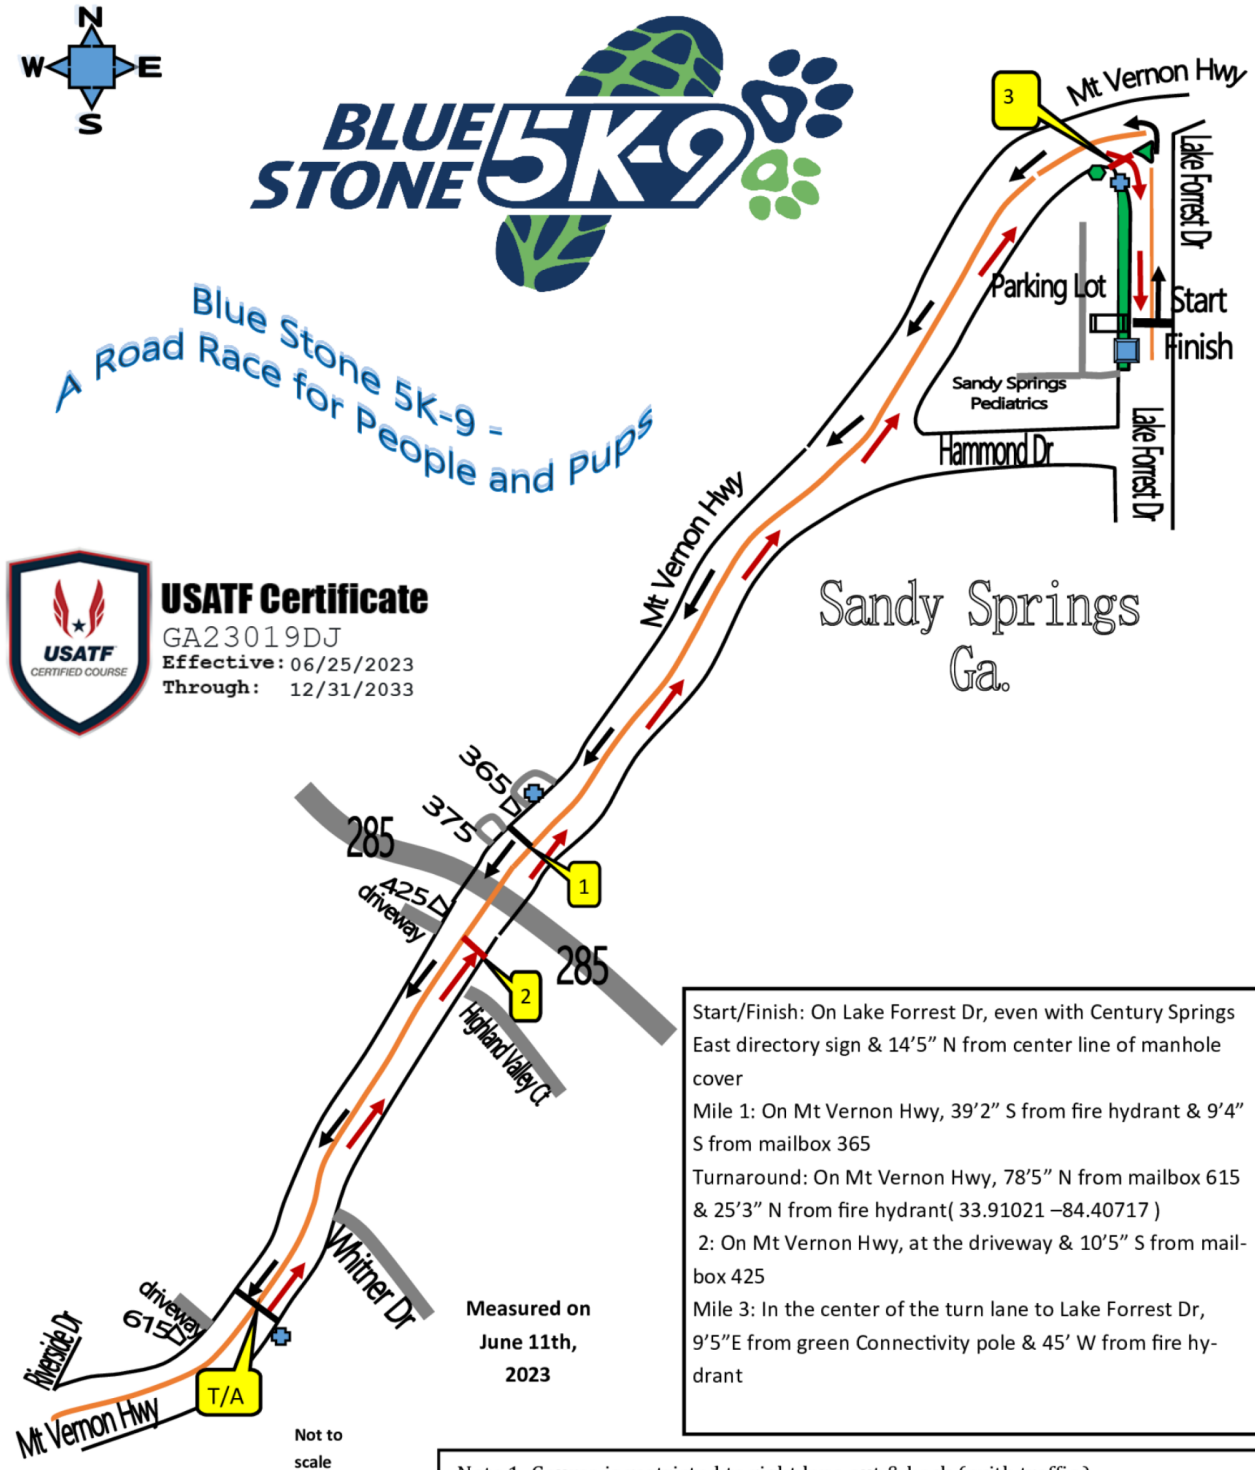 N
W E
S
BLUE
STONE 5K-9
Blue Stone 5K-9 -
A Road Race for People and Pups
3
Mt Vernon Hwy
Lake Forrest Dr
Parking Lot
Start
Finish
Sandy Springs
Pediatrics
Hammond Dr
Lake Forrest Dr
Mt Vernon Hwy
Sandy Springs
Ga.
USATF
CERTIFIED COURSE
USATF Certificate
GA23019DJ
Effective: 06/25/2023
Through: 12/31/2033
365
375
285
1
425
driveway
285
2
Highland Valley Ct
Whitner Dr
driveway
615
Riverside Dr
T/A
Mt Vernon Hwy
Measured on
June 11th,
2023
Not to
scale
Start/Finish: On Lake Forrest Dr, even with Century Springs
East directory sign & 14’5” N from center line of manhole
cover
Mile 1: On Mt Vernon Hwy, 39’2” S from fire hydrant & 9’4”
S from mailbox 365
Turnaround: On Mt Vernon Hwy, 78’5” N from mailbox 615
& 25’3” N from fire hydrant( 33.91021 –84.40717 )
2: On Mt Vernon Hwy, at the driveway & 10’5” S from mail-
box 425
Mile 3: In the center of the turn lane to Lake Forrest Dr,
9’5”E from green Connectivity pole & 45’ W from fire hy-
drant